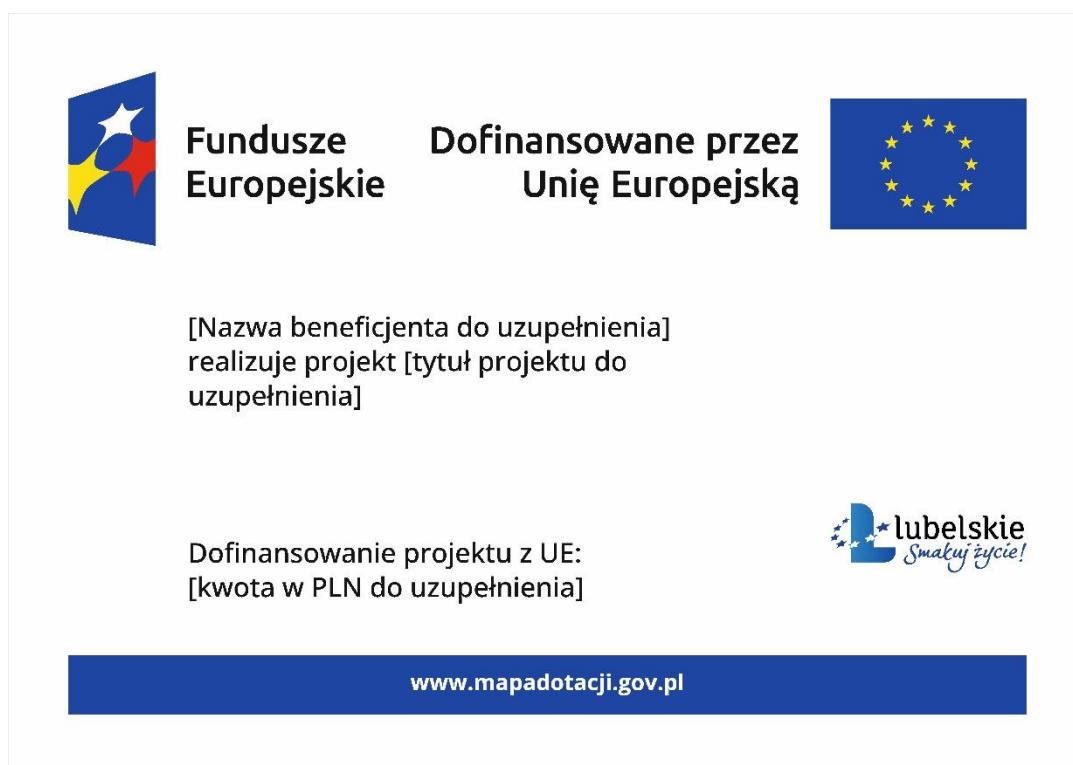 Fundusze
Europejskie
Dofinansowane przez
Unię Europejską
[Nazwa beneficjenta do uzupełnienia]
realizuje projekt [tytuł projektu do
uzupełnienia]
Dofinansowanie projektu z UE:
[kwota w PLN do uzupełnienia]
lubelskie
Smakuj życie!
www.mapadotacji.gov.pl